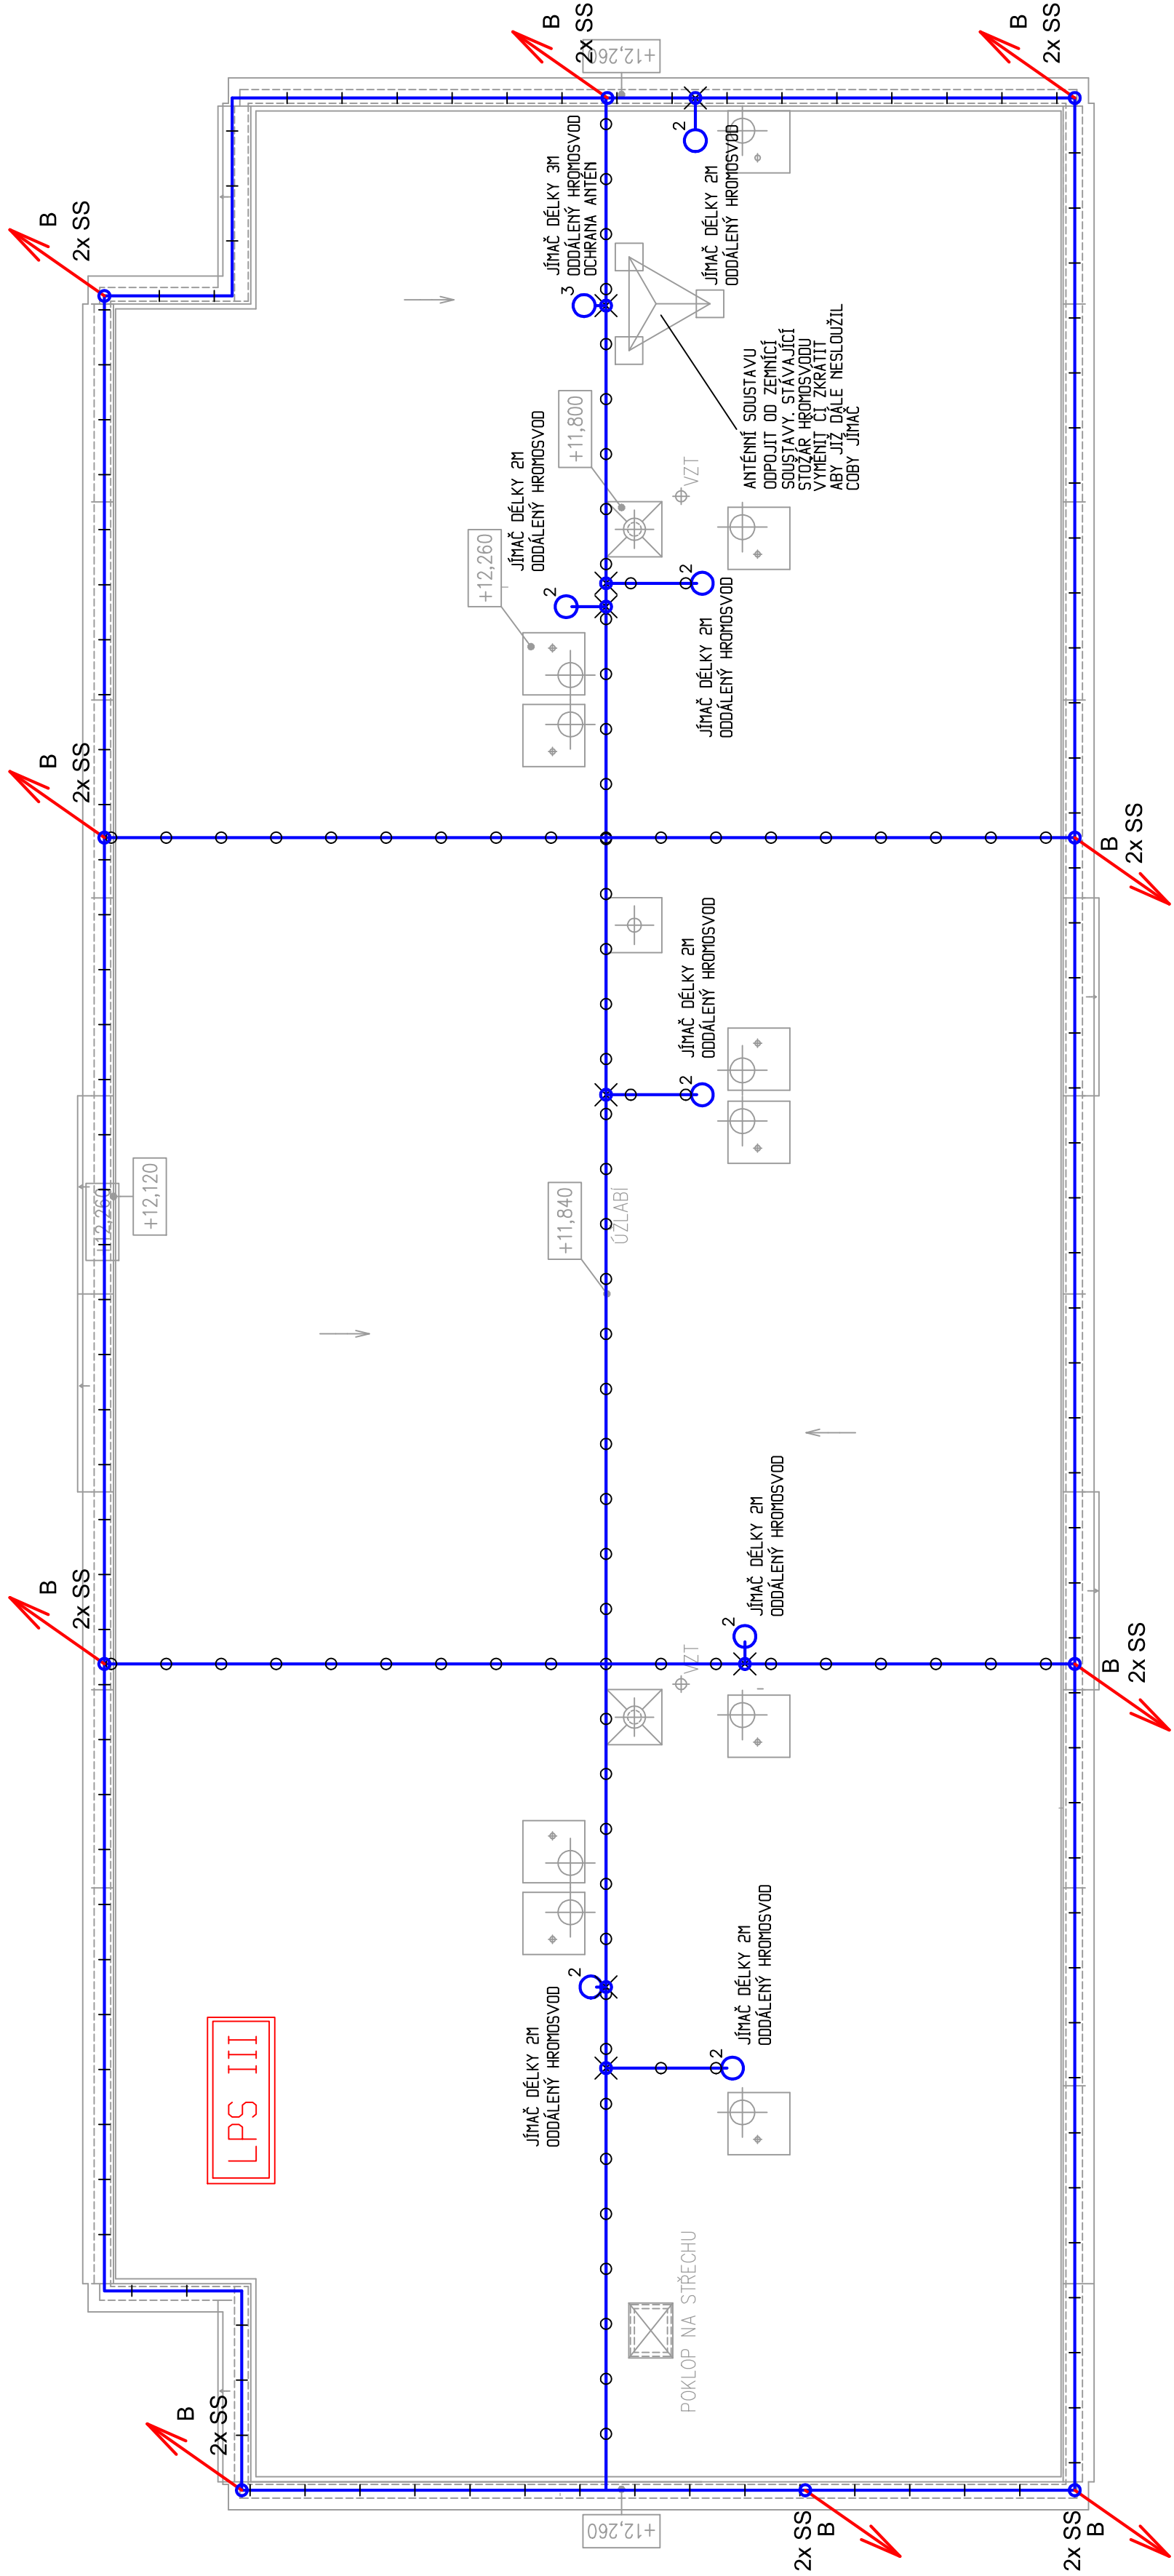 B
2x SS
B
2x SS
B
2x SS
+12,260
+12,120
B
2x SS
LPS III
+12,260
JÍMAČ DÉLKY 2M
ODDÁLENÝ HROMOSVOD
2
JÍMAČ DÉLKY 2M
ODDÁLENÝ HROMOSVOD
2
JÍMAČ DÉLKY 3M
ODDÁLENÝ HROMOSVOD
OCHRANA ANTÉN
3
B
2x SS
+12,260
+12,260
+11,840
ÚŽLABÍ
+11,800
VZT
VZT
POKLOP NA STŘECHU
2
JÍMAČ DÉLKY 2M
ODDÁLENÝ HROMOSVOD
2
JÍMAČ DÉLKY 2M
ODDÁLENÝ HROMOSVOD
2
JÍMAČ DÉLKY 2M
ODDÁLENÝ HROMOSVOD
2
JÍMAČ DÉLKY 2M
ODDÁLENÝ HROMOSVOD
2
JÍMAČ DÉLKY 2M
ODDÁLENÝ HROMOSVOD
ANTÉNNÍ SOUSTAVU
ODPOJIT OD ZEMNÍCÍ
SOUSTAVY. STÁVAJÍCÍ
STOŽÁR HROMOSVODU
VYMĚNIT ČI ZKRÁTIT
ABY JIŽ DÁLE NESLOUŽIL
COBY JÍMAČ
2x SS
B
B
2x SS
2x SS
B
B
2x SS
B
2x SS